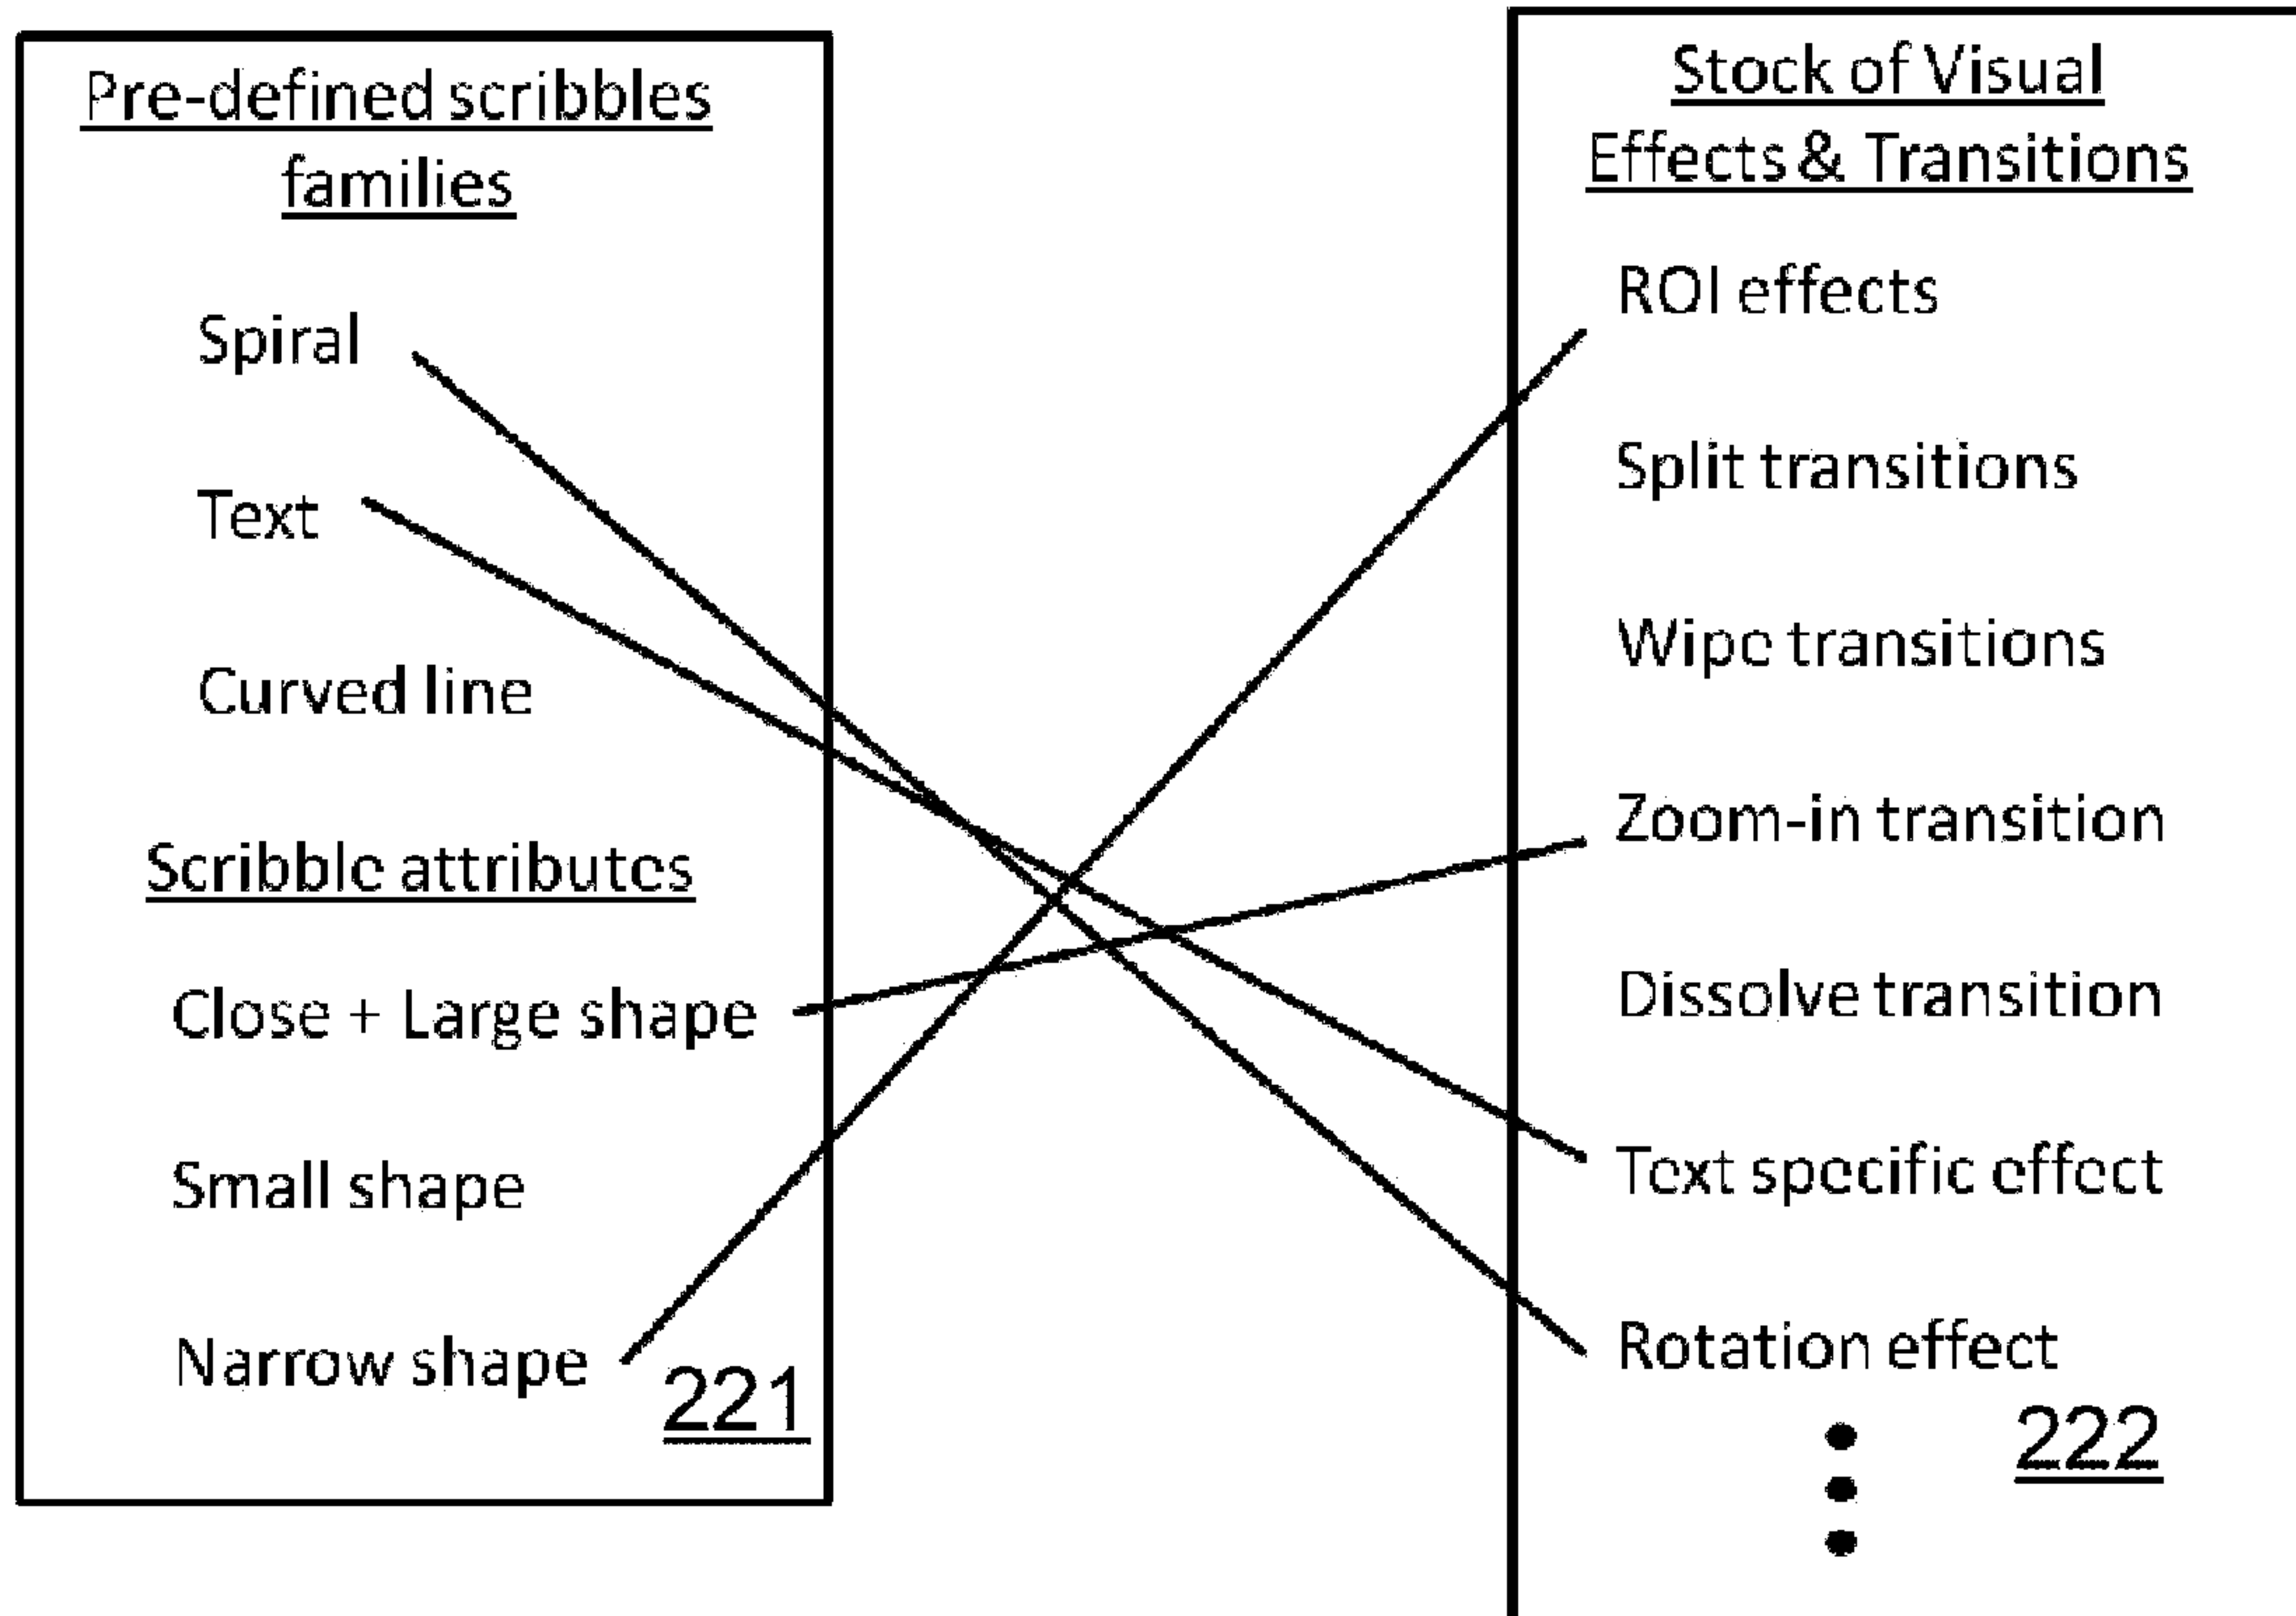 Pre-defined scribbles
families
Spiral
Text
Curved line
Scribble attributes
Close + Large shape
Small shape
Narrow shape
221
Stock of Visual
Effects & Transitions
ROI effects
Split transitions
Wipe transitions
Zoom-in transition
Dissolve transition
Text specific effect
Rotation effect
222